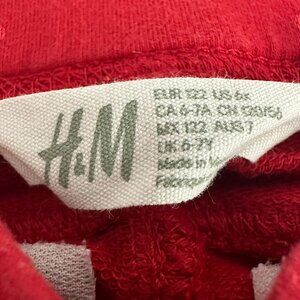 H&M
EUR 122 US 6x
CA 6-7A CN 120/56
MX 122 AUS 7
UK 6-7Y
Made in